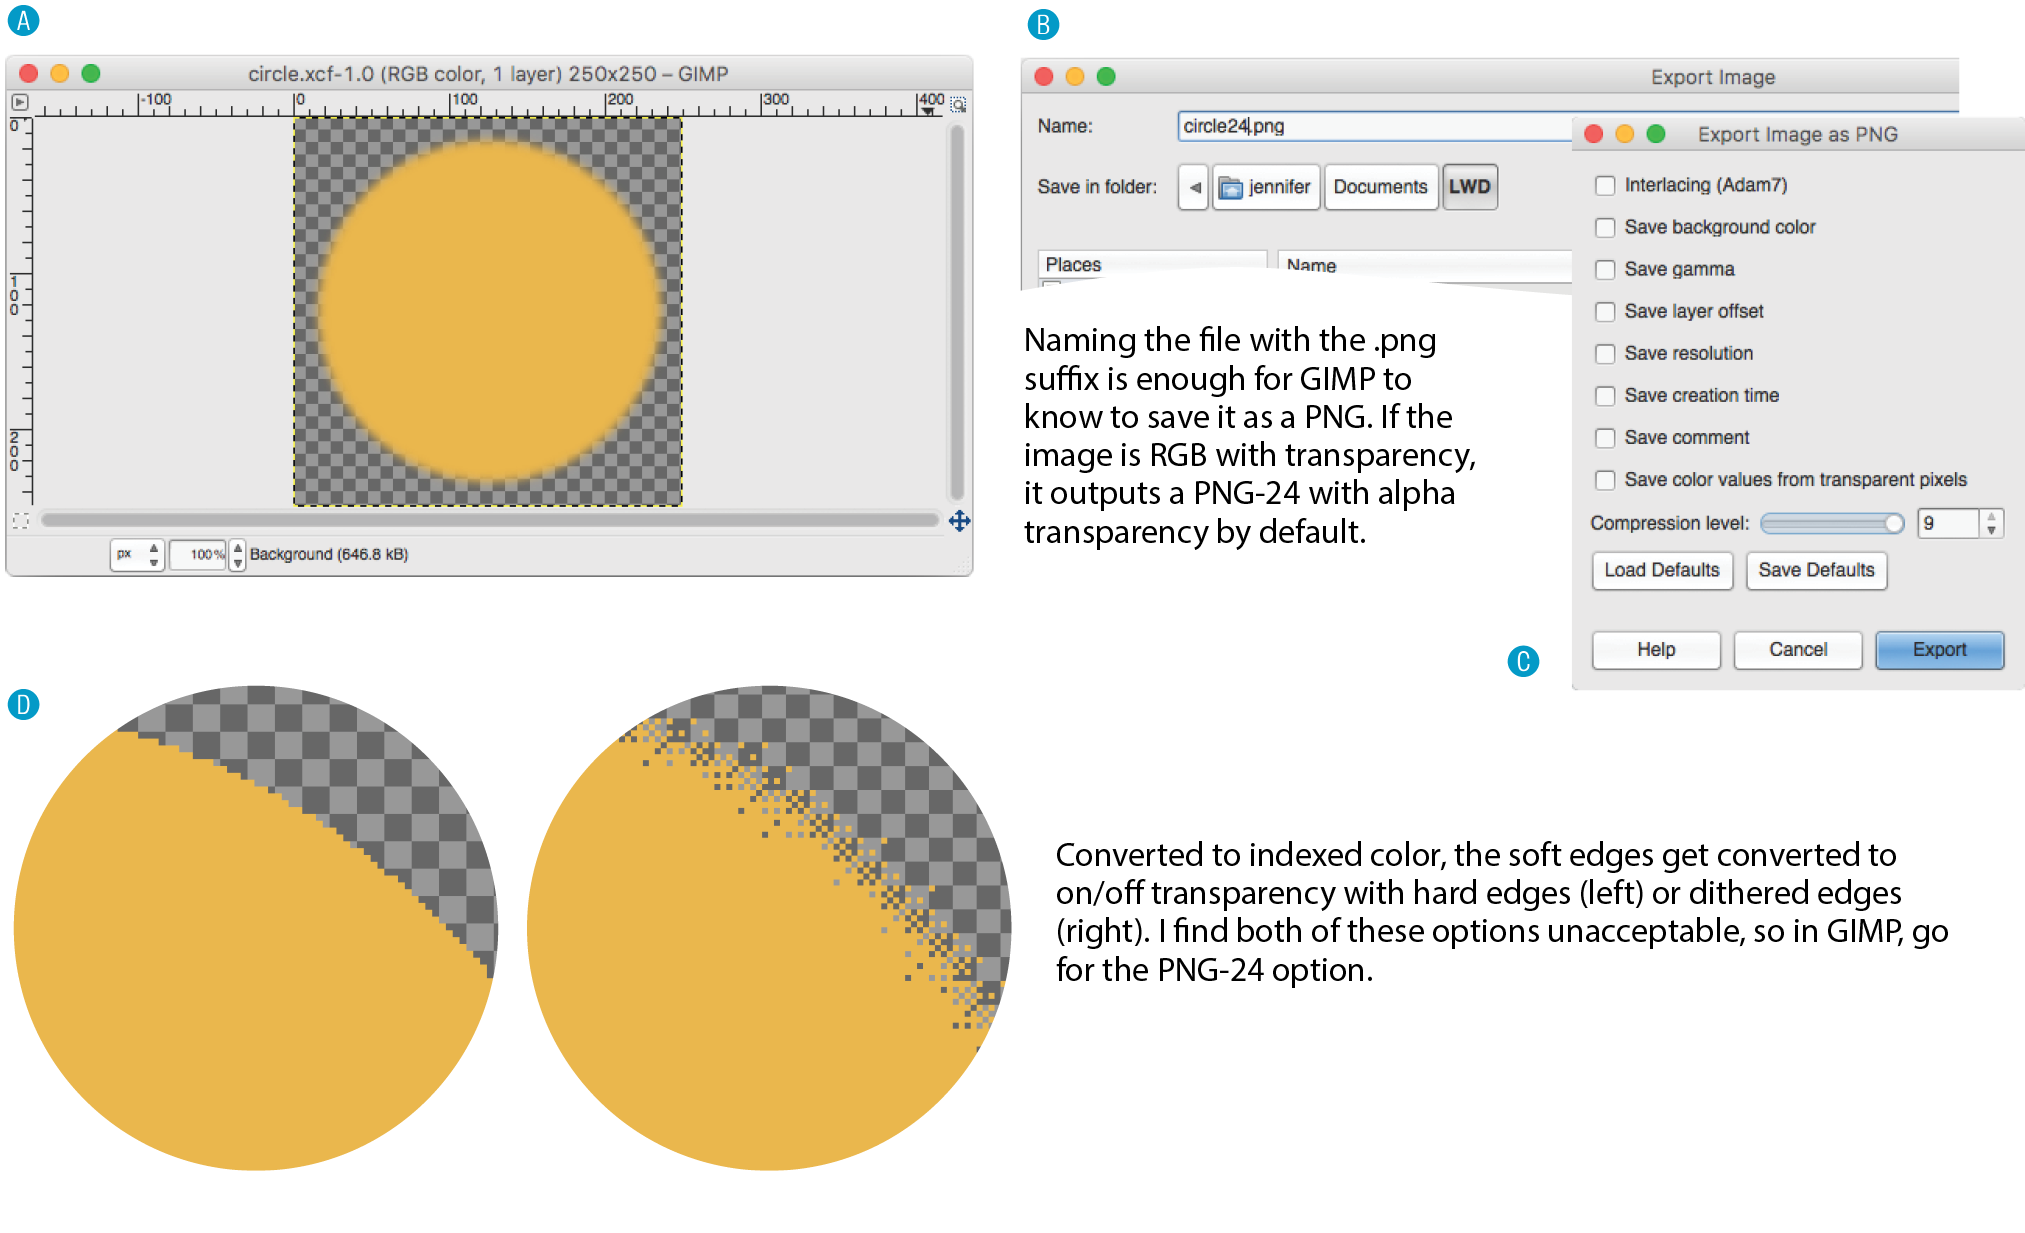 A
circle.xcf-1.0 (RGB color, 1 layer) 250x250 – GIMP
-100 0 100 200 300 400
0
100
200
px 100% Background (646.8 kB)
B
Export Image
Name: circle24.png
Save in folder: jennifer Documents LWD
Places Name
Naming the file with the .png
suffix is enough for GIMP to
know to save it as a PNG. If the
image is RGB with transparency,
it outputs a PNG-24 with alpha
transparency by default.
C
Export Image as PNG
Interlacing (Adam7)
Save background color
Save gamma
Save layer offset
Save resolution
Save creation time
Save comment
Save color values from transparent pixels
Compression level: 9
Load Defaults Save Defaults
Help Cancel Export
D
Converted to indexed color, the soft edges get converted to
on/off transparency with hard edges (left) or dithered edges
(right). I find both of these options unacceptable, so in GIMP, go
for the PNG-24 option.